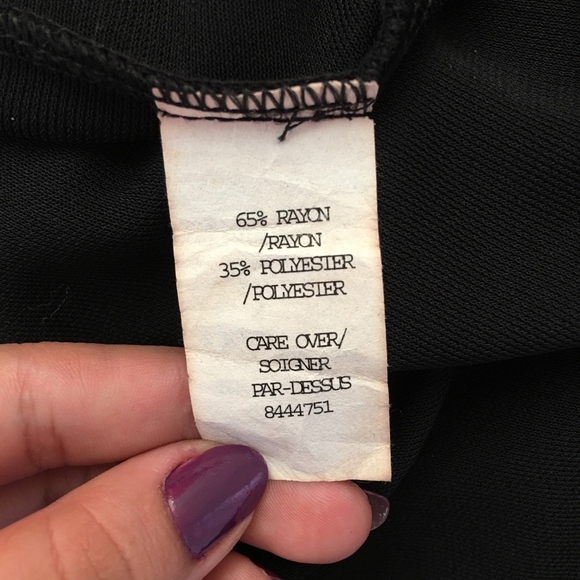 65% RAYON
/RAYON
35% POLYESTER
/POLYESTER
CARE OVER/
SOIGNER
PAR-DESSUS
8444751